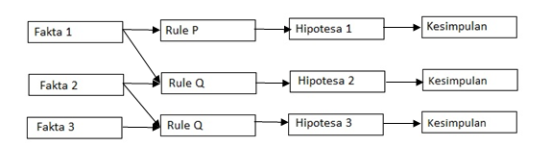 Fakta 1
Rule P
Hipotesa 1
Kesimpulan
Fakta 2
Rule Q
Hipotesa 2
Kesimpulan
Fakta 3
Rule Q
Hipotesa 3
Kesimpulan